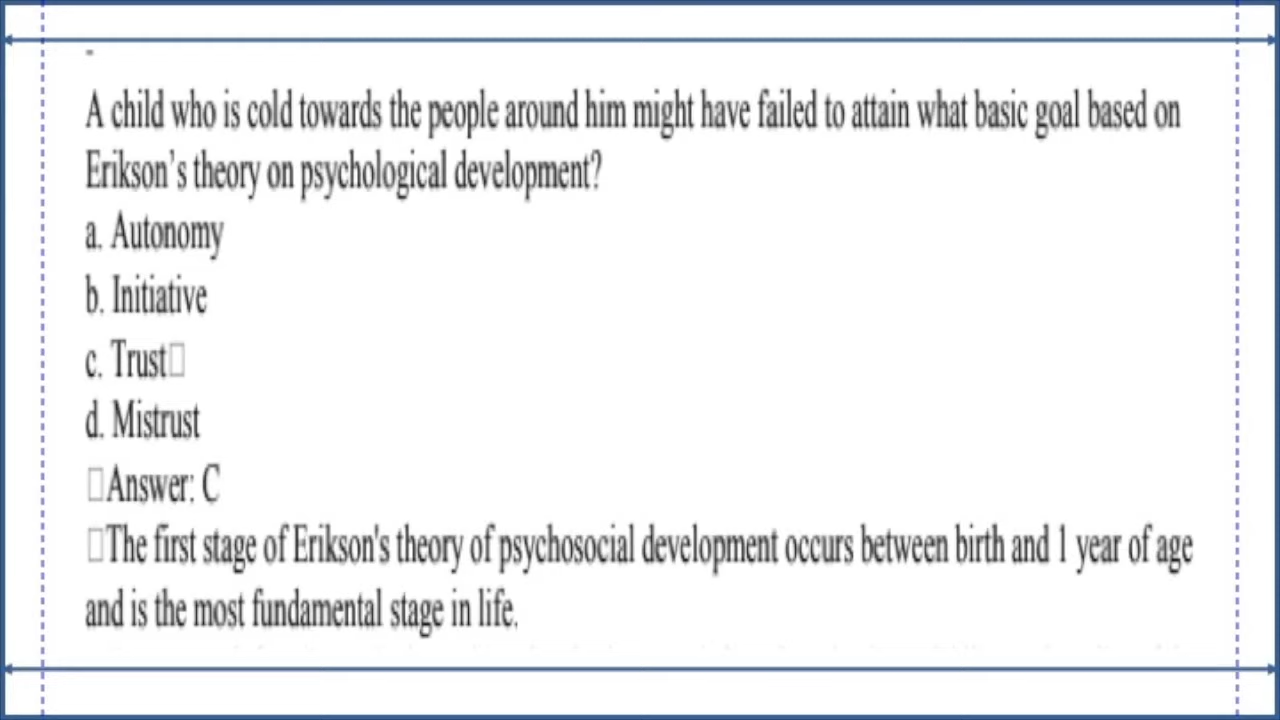 A child who is cold towards the people around him might have failed to attain what basic goal based on
Erikson’s theory on psychological development?
a. Autonomy
b. Initiative
c. Trust
d. Mistrust
Answer: C
The first stage of Erikson's theory of psychosocial development occurs between birth and 1 year of age
and is the most fundamental stage in life.